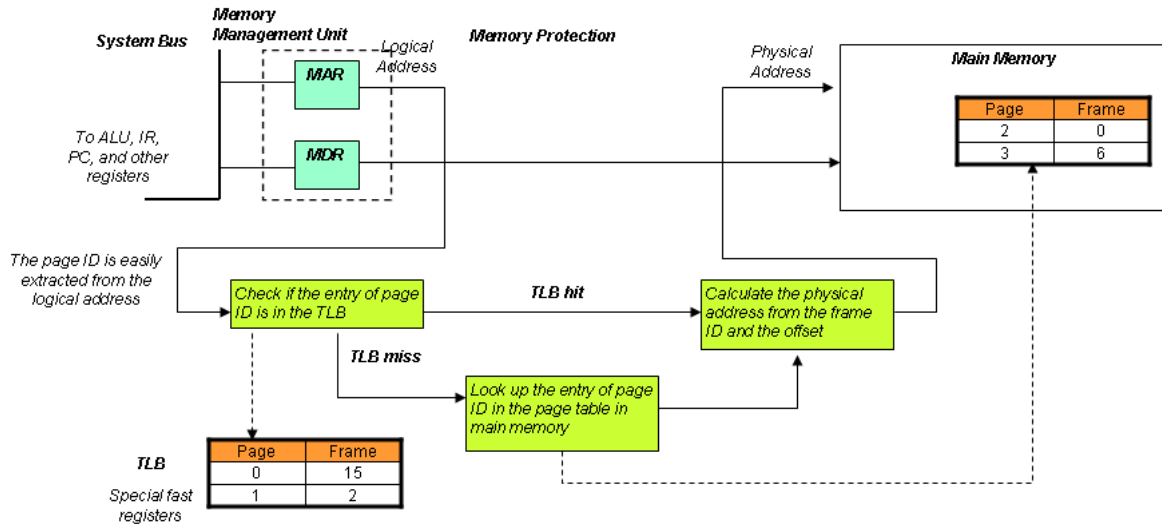 Memory
Management Unit
System Bus
Logical
Address
Memory Protection
Physical
Address
Main Memory
MAR
MDR
To ALU, IR,
PC, and other
registers
Page Frame
2 0
3 6
The page ID is easily
extracted from the
logical address
Check if the entry of page
ID is in the TLB
TLB hit
Calculate the physical
address from the frame
ID and the offset
TLB miss
Look up the entry of page
ID in the page table in
main memory
TLB
Special fast
registers
Page Frame
0 15
1 2